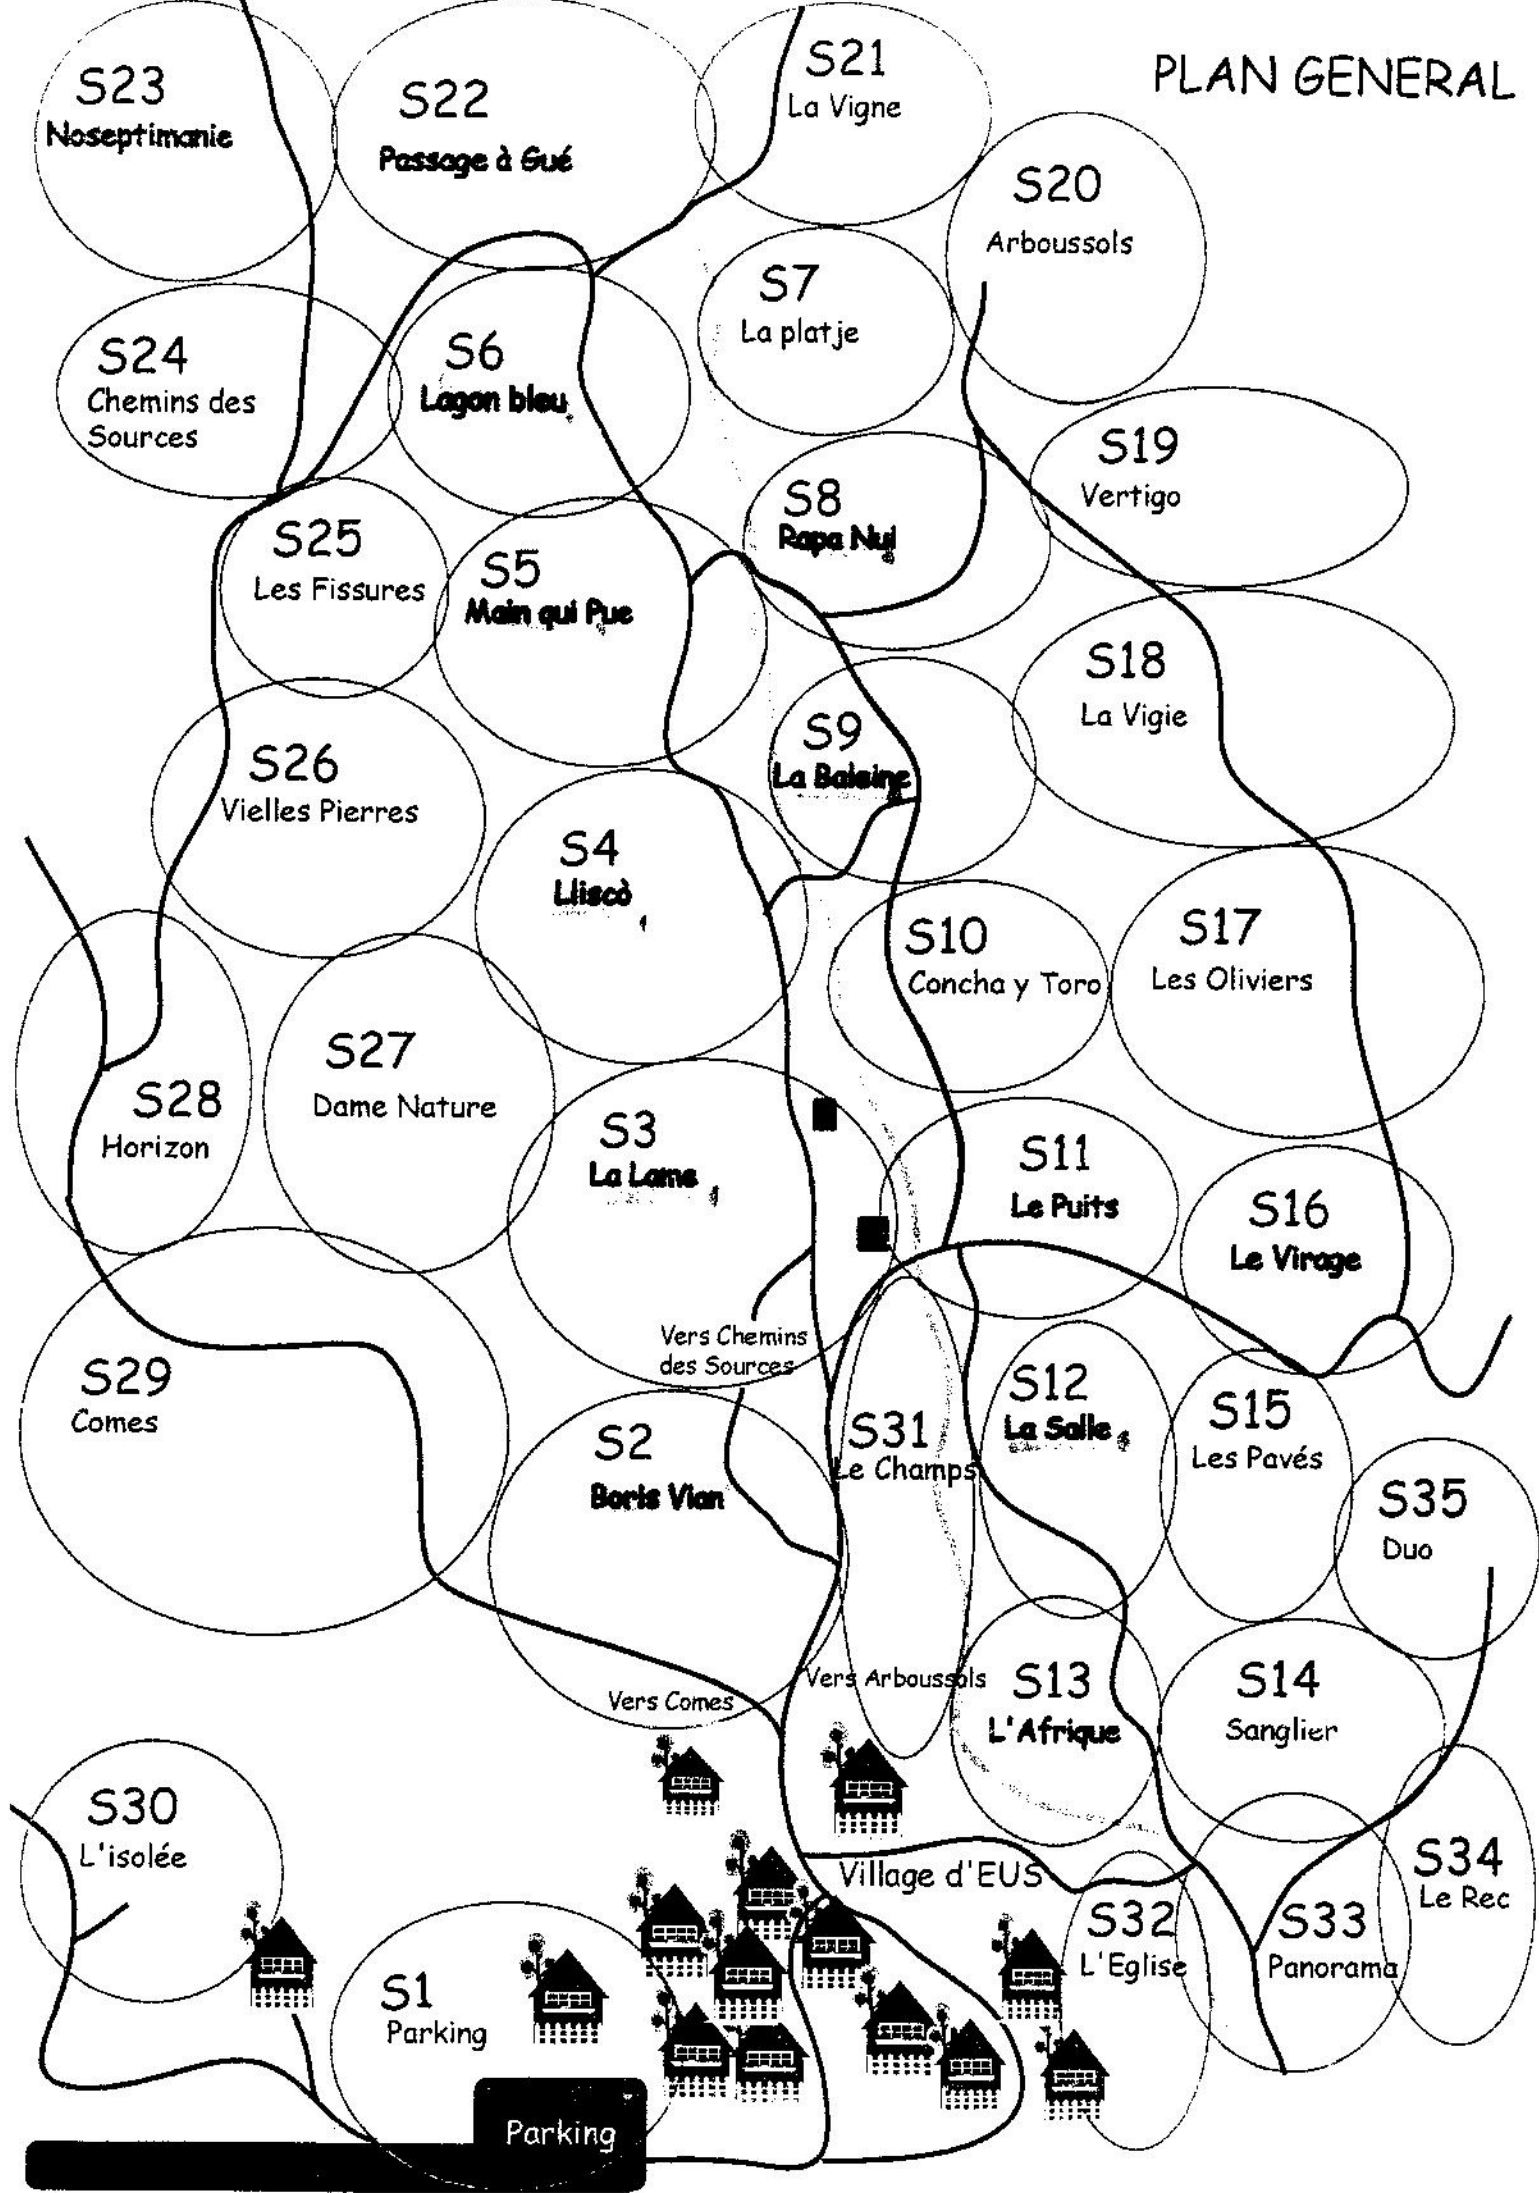 PLAN GENERAL
S23
Noseptimanie
S22
Passage à Gué
S21
La Vigne
S20
Arboussols
S24
Chemins des
Sources
S6
Lagon bleu
S7
La platje
S19
Vertigo
S25
Les Fissures
S5
Main qui Pue
S8
Rapa Nui
S18
La Vigie
S26
Vielles Pierres
S4
Lliscò
S9
La Baleine
S10
Concha y Toro
S17
Les Oliviers
S28
Horizon
S27
Dame Nature
S3
La Lame
S11
Le Puits
S16
Le Virage
Vers Chemins
des Sources
S29
Comes
S2
Boris Vian
S31
Le Champs
S12
La Salle
S15
Les Pavés
S35
Duo
Vers Comes
Vers Arboussols
S13
L'Afrique
S14
Sanglier
S30
L'isolée
Village d'EUS
S32
L'Eglise
S33
Panorama
S34
Le Rec
S1
Parking
Parking